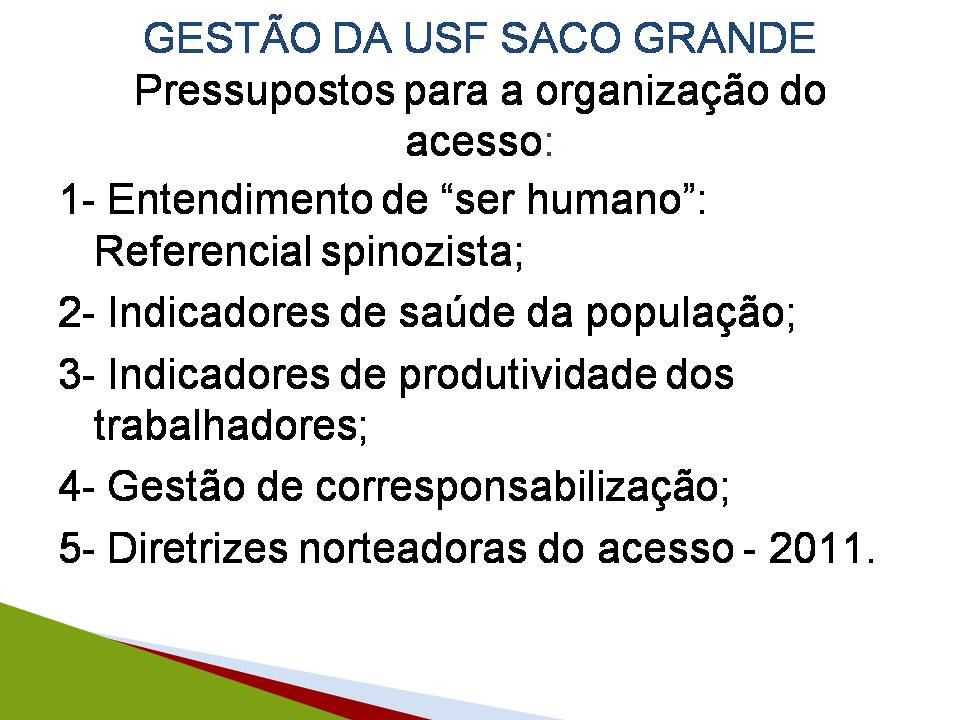 GESTÃO DA USF SACO GRANDE
Pressupostos para a organização do
acesso:
1- Entendimento de “ser humano”:
Referencial spinozista;
2- Indicadores de saúde da população;
3- Indicadores de produtividade dos
trabalhadores;
4- Gestão de corresponsabilização;
5- Diretrizes norteadoras do acesso - 2011.